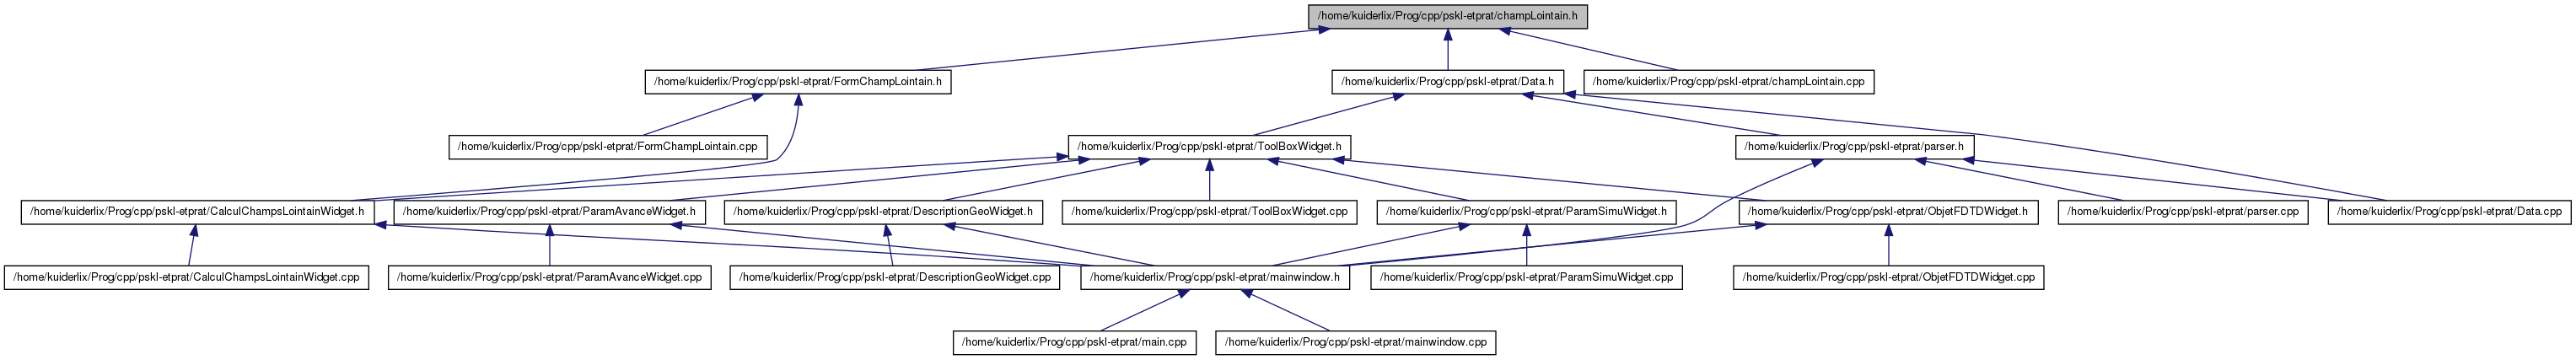 /home/kuiderlix/Prog/cpp/pskl-etprat/champLointain.h
/home/kuiderlix/Prog/cpp/pskl-etprat/FormChampLointain.h
/home/kuiderlix/Prog/cpp/pskl-etprat/Data.h
/home/kuiderlix/Prog/cpp/pskl-etprat/champLointain.cpp
/home/kuiderlix/Prog/cpp/pskl-etprat/FormChampLointain.cpp
/home/kuiderlix/Prog/cpp/pskl-etprat/ToolBoxWidget.h
/home/kuiderlix/Prog/cpp/pskl-etprat/parser.h
/home/kuiderlix/Prog/cpp/pskl-etprat/CalculChampsLointainWidget.h
/home/kuiderlix/Prog/cpp/pskl-etprat/ParamAvanceWidget.h
/home/kuiderlix/Prog/cpp/pskl-etprat/DescriptionGeoWidget.h
/home/kuiderlix/Prog/cpp/pskl-etprat/ToolBoxWidget.cpp
/home/kuiderlix/Prog/cpp/pskl-etprat/ParamSimuWidget.h
/home/kuiderlix/Prog/cpp/pskl-etprat/ObjetFDTDWidget.h
/home/kuiderlix/Prog/cpp/pskl-etprat/parser.cpp
/home/kuiderlix/Prog/cpp/pskl-etprat/Data.cpp
/home/kuiderlix/Prog/cpp/pskl-etprat/CalculChampsLointainWidget.cpp
/home/kuiderlix/Prog/cpp/pskl-etprat/ParamAvanceWidget.cpp
/home/kuiderlix/Prog/cpp/pskl-etprat/DescriptionGeoWidget.cpp
/home/kuiderlix/Prog/cpp/pskl-etprat/mainwindow.h
/home/kuiderlix/Prog/cpp/pskl-etprat/ParamSimuWidget.cpp
/home/kuiderlix/Prog/cpp/pskl-etprat/ObjetFDTDWidget.cpp
/home/kuiderlix/Prog/cpp/pskl-etprat/main.cpp
/home/kuiderlix/Prog/cpp/pskl-etprat/mainwindow.cpp